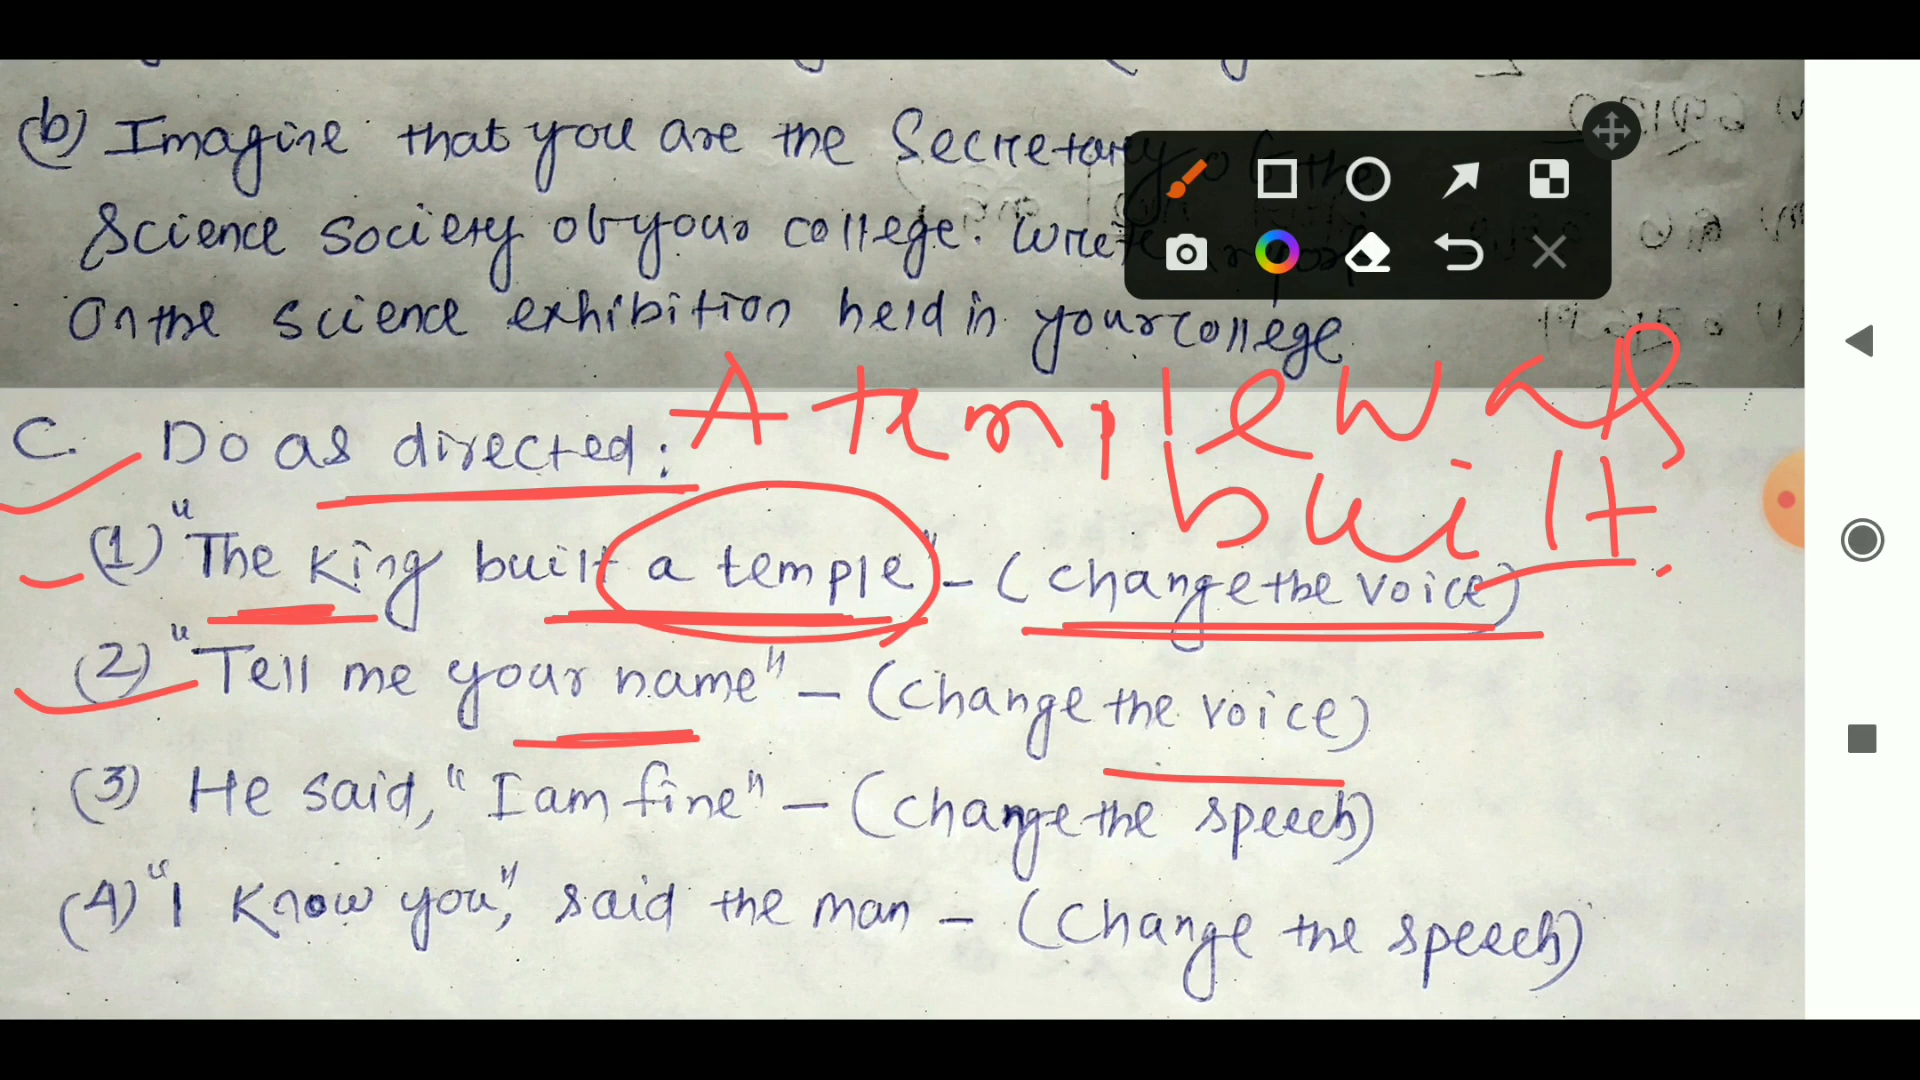 (b) Imagine that you are the Secretary of the
Science society of your college. Write a report
On the science exhibition held in your college
A temple was
built.
C. Do as directed:
(1) "The King built a temple" - (change the voice)
(2) "Tell me your name" - (change the voice)
(3) He said, "I am fine" - (change the speech)
(4) "I know you", said the man - (change the speech)